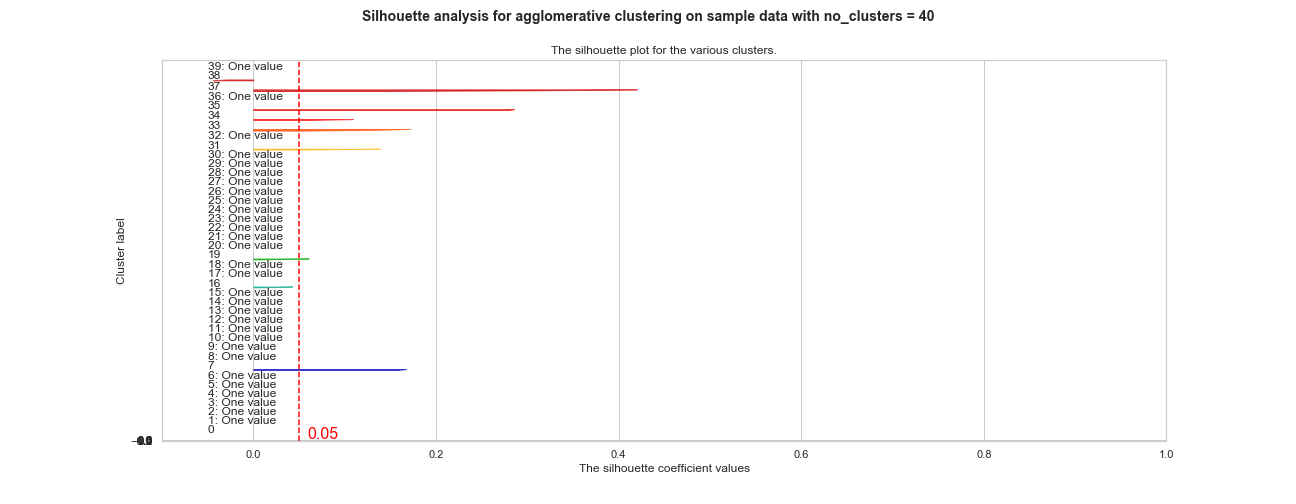 Silhouette analysis for agglomerative clustering on sample data with no_clusters = 40
The silhouette plot for the various clusters.
39: One value
38
37
36: One value
35
34
33
32: One value
31
30: One value
29: One value
28: One value
27: One value
26: One value
25: One value
24: One value
23: One value
22: One value
21: One value
20: One value
19
18: One value
17: One value
16
15: One value
14: One value
13: One value
12: One value
11: One value
10: One value
9: One value
8: One value
7
6: One value
5: One value
4: One value
3: One value
2: One value
1: One value
0
0.05
Cluster label
0.0 0.2 0.4 0.6 0.8 1.0
The silhouette coefficient values